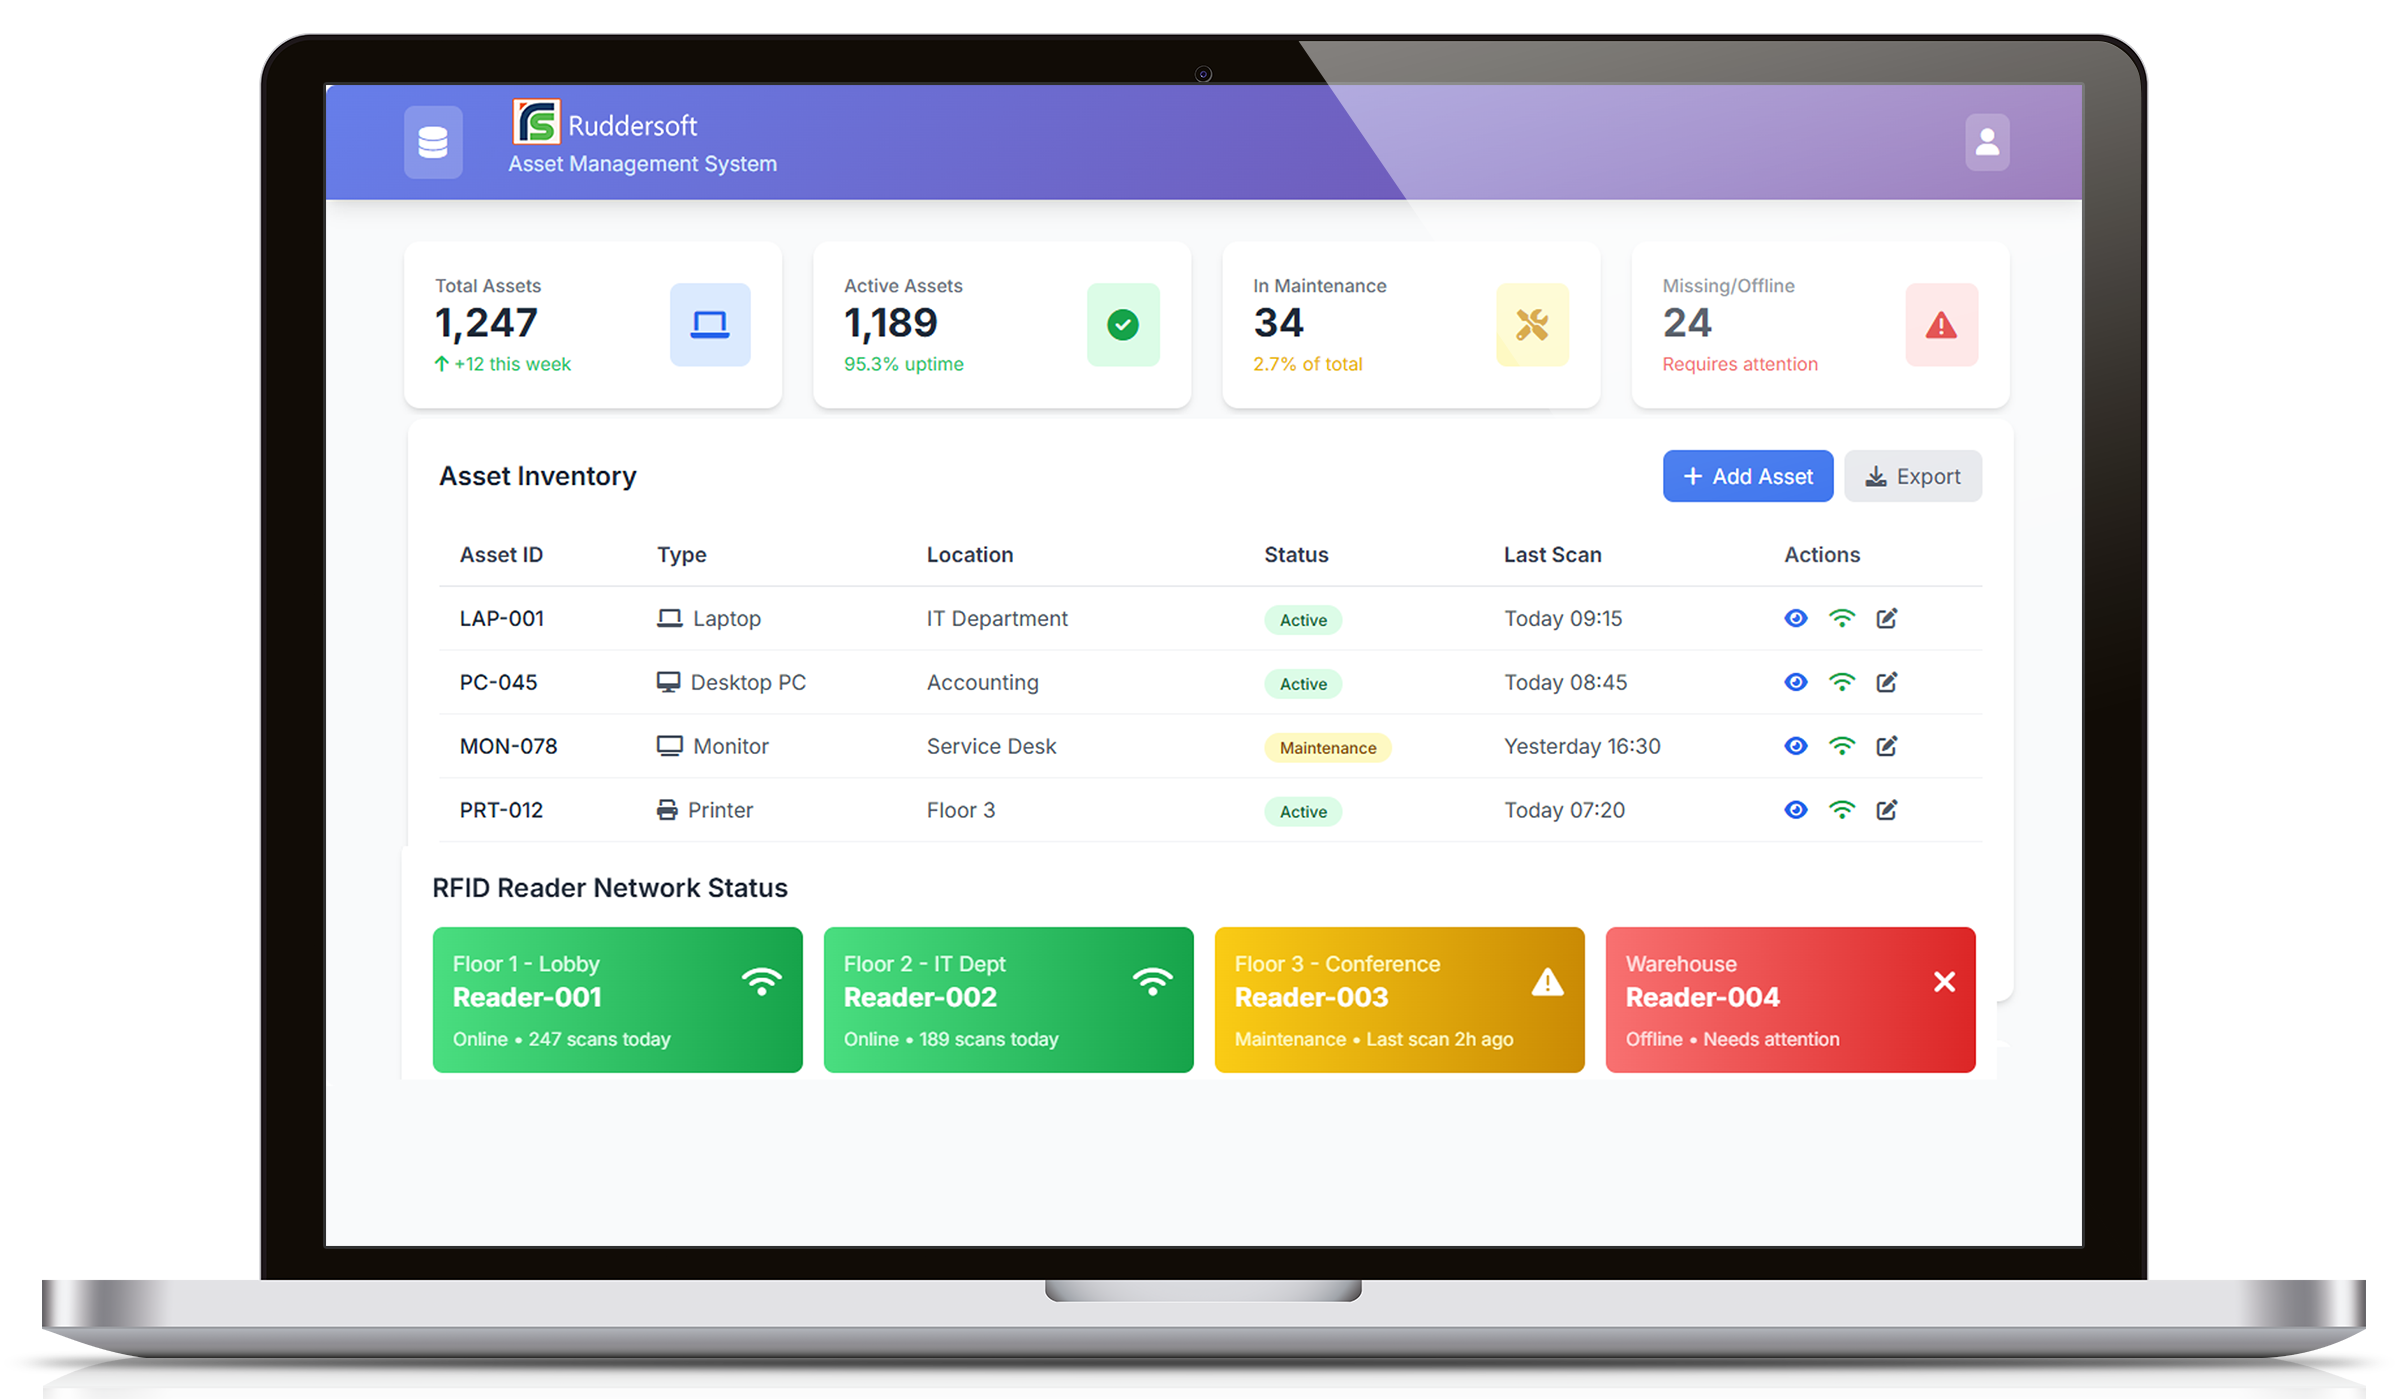 Ruddersoft
Asset Management System
Total Assets
1,247
+12 this week
Active Assets
1,189
95.3% uptime
In Maintenance
34
2.7% of total
Missing/Offline
24
Requires attention
Asset Inventory
Add Asset
Export
Asset ID Type Location Status Last Scan Actions
LAP-001 Laptop IT Department Active Today 09:15
PC-045 Desktop PC Accounting Active Today 08:45
MON-078 Monitor Service Desk Maintenance Yesterday 16:30
PRT-012 Printer Floor 3 Active Today 07:20
RFID Reader Network Status
Floor 1 - Lobby
Reader-001
Online • 247 scans today
Floor 2 - IT Dept
Reader-002
Online • 189 scans today
Floor 3 - Conference
Reader-003
Maintenance • Last scan 2h ago
Warehouse
Reader-004
Offline • Needs attention